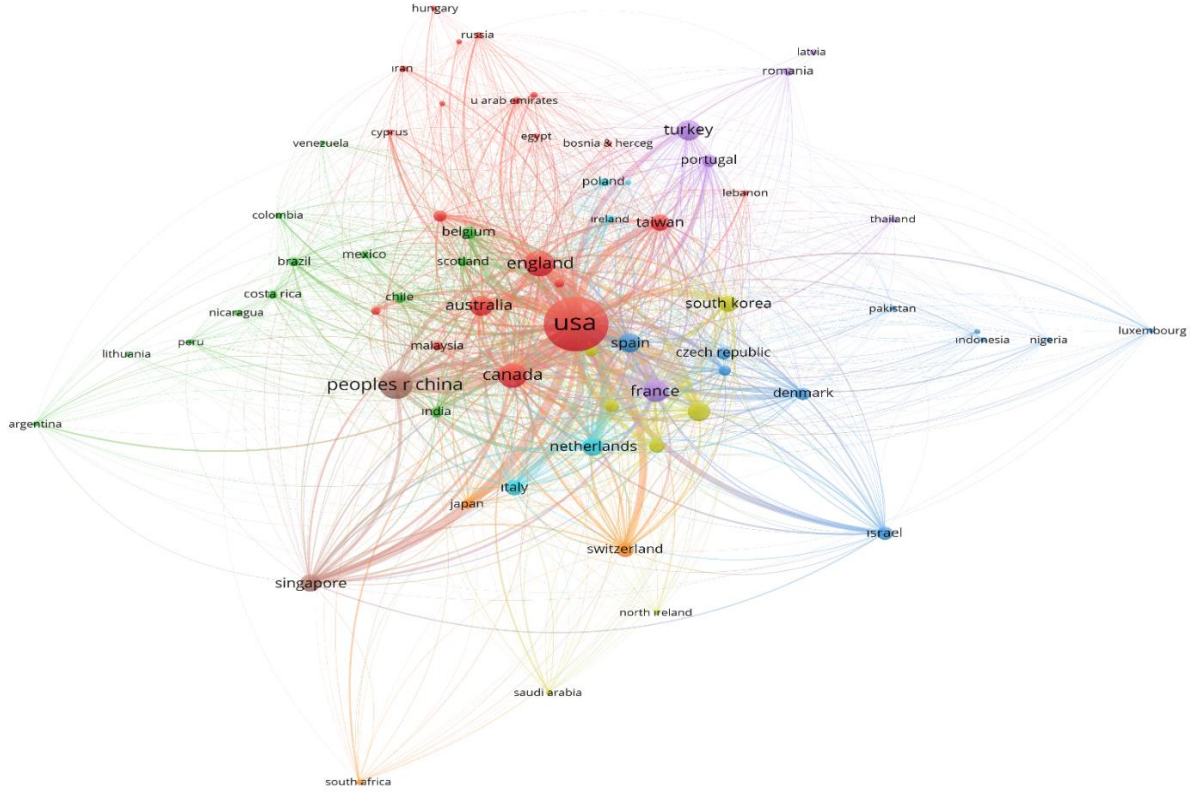 hungary
russia
latvia
iran
romania
u arab emirates
turkey
cyprus
egypt
venezuela
bosnia & herceg
portugal
poland
lebanon
colombia
ireland
taiwan
thailand
belgium
mexico
brazil
scotland
england
costa rica
chile
australia
south korea
nicaragua
pakistan
usa
luxembourg
peru
malaysia
spain
indonesia
nigeria
lithuania
czech republic
canada
peoples r china
france
denmark
india
argentina
netherlands
italy
japan
israel
switzerland
singapore
north ireland
saudi arabia
south africa